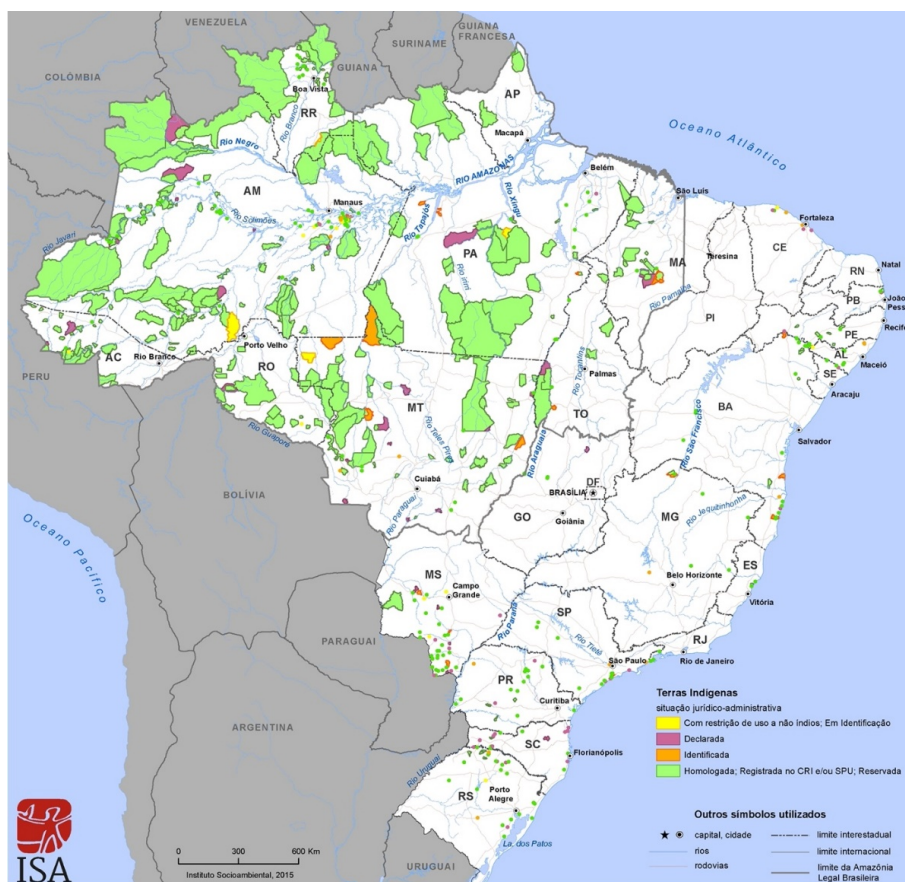 VENEZUELA
GUIANA
FRANCESA
SURINAME
GUIANA
COLÔMBIA
Boa Vista
RR
Rio Branco
AP
Macapá
Oceano Atlântico
Rio Negro
RIO AMAZONAS
Belém
AM
Manaus
São Luís
Rio Solimões
Rio Tapajós
Rio Xingu
Fortaleza
Rio Javari
PA
MA
Teresina
CE
RN
Natal
Rio Iriri
Rio Parnaíba
PB
João
Pess
PI
PE
Recife
Porto Velho
AC
Rio Branco
AL
Maceió
PERU
RO
Palmas
SE
Aracaju
Rio Tocantins
MT
TO
BA
Rio São Francisco
Rio Guaporé
Rio Teles Pires
Rio Araguaia
Salvador
Cuiabá
DF
BRASÍLIA
BOLÍVIA
Rio Paraguai
GO
Goiânia
MG
Rio Jequitinhonha
Oceano Pacífico
MS
Campo
Grande
ES
Belo Horizonte
Vitória
SP
Rio Paraná
Rio Tietê
RJ
PARAGUAI
São Paulo
Rio de Janeiro
PR
Curitiba
ARGENTINA
SC
Florianópolis
Rio Uruguai
RS
Porto
Alegre
La. dos Patos
URUGUAI
Terras Indígenas
situação jurídico-administrativa
Com restrição de uso a não índios; Em Identificação
Declarada
Identificada
Homologada; Registrada no CRI e/ou SPU; Reservada
Outros símbolos utilizados
capital, cidade
limite interestadual
rios
limite internacional
rodovias
limite da Amazônia
Legal Brasileira
ISA
0 300 600 Km
Instituto Socioambiental, 2015